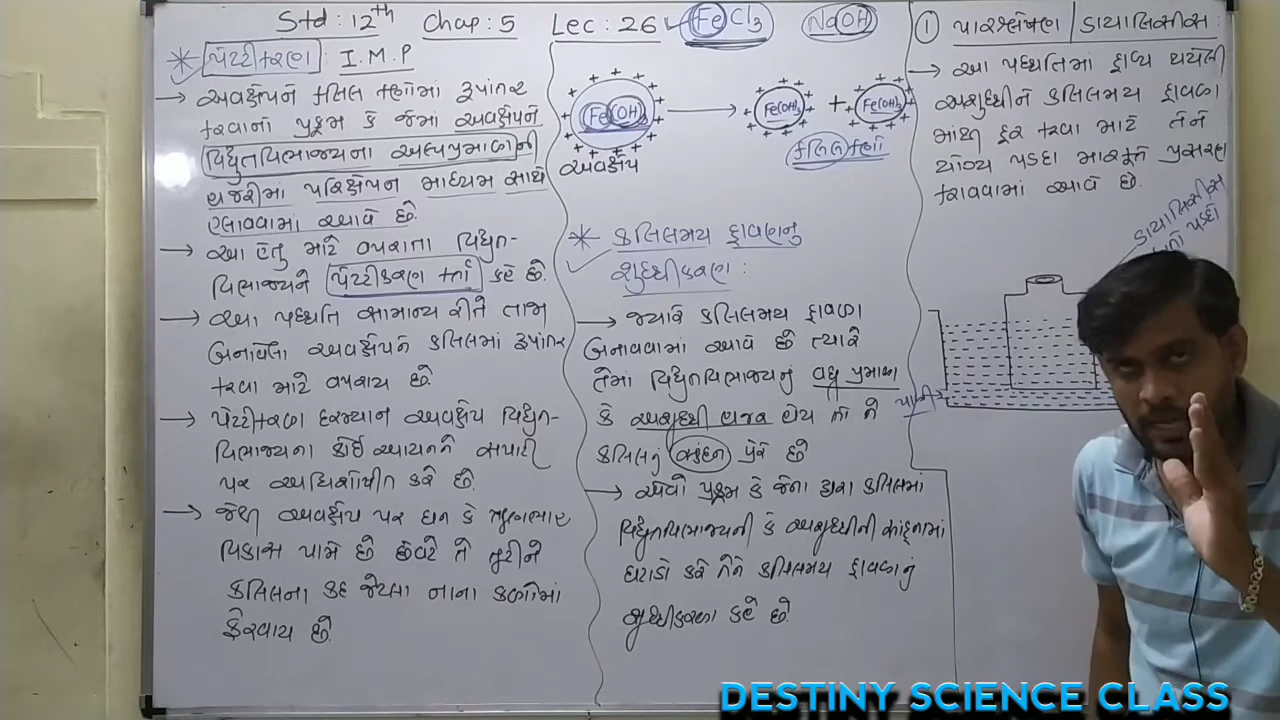 Std : 12th Chap : 5 Lec : 26 FeCl3 NaOH
* પેપ્ટીકરણ : I.M.P
→ અવક્ષેપને કલિલ કણોમાં રૂપાંતર
કરવાનો પ્રક્રમ કે જેમાં અવક્ષેપને
વિદ્યુતવિભાજ્યના અલ્પપ્રમાણની
હાજરીમાં પરિક્ષેપન માધ્યમ સાથે
હલાવવામાં આવે છે.
→ આ હેતુ માટે વપરાતા વિદ્યુત-
વિભાજ્યને પેપ્ટીકરણ કર્તા કહે છે.
→ આ પધ્ધતિ સામાન્ય રીતે તાજા
બનાવેલા અવક્ષેપને કલિલમાં રૂપાંતર
કરવા માટે વપરાય છે.
→ પેપ્ટીકરણ દરમ્યાન અવક્ષેપ વિદ્યુત-
વિભાજ્યના કોઈ આયનને સપાટી
પર અધિશોષીત કરે છે.
→ જેથી અવક્ષેપ પર ધન કે ઋણભાર
વિકાસ પામે છે છેવટે તે તુટીને
કલિલના કદ જેટલા નાના કણોમાં
ફેરવાય છે.
Fe(OH)3 → Fe(OH)3 + Fe(OH)3
અવક્ષેપ કલિલ કણો
* કલિલમય દ્રાવણનુ
શુધ્ધીકરણ :
→ જ્યારે કલિલમય દ્રાવણ
બનાવવામાં આવે છે ત્યારે
તેમાં વિદ્યુતવિભાજ્યનું વધુ પ્રમાણ
કે અશુધ્ધી હાજર હોય તો તે
કલિલનું સ્કંદન પ્રેરે છે
→ એવો પ્રક્રમ કે જેના દ્વારા કલિલમાં
વિદ્યુતવિભાજ્યની કે અશુધ્ધીની સાંદ્રતામાં
ઘટાડો કરે તેને કલિલમય દ્રાવણનું
શુધ્ધીકરણ કહે છે.
① પારશ્લેષણ / ડાયાલિસીસ :
→ આ પધ્ધતિમાં દ્રાવ્ય થયેલી
અશુધ્ધીને કલિલમય દ્રાવણ
માંથી દૂર કરવા માટે તેને
યોગ્ય પડદા મારફતે પ્રસરણ
કરાવવામાં આવે છે.
ડાયાલિસીસ
પડદો
પાણી
DESTINY SCIENCE CLASS